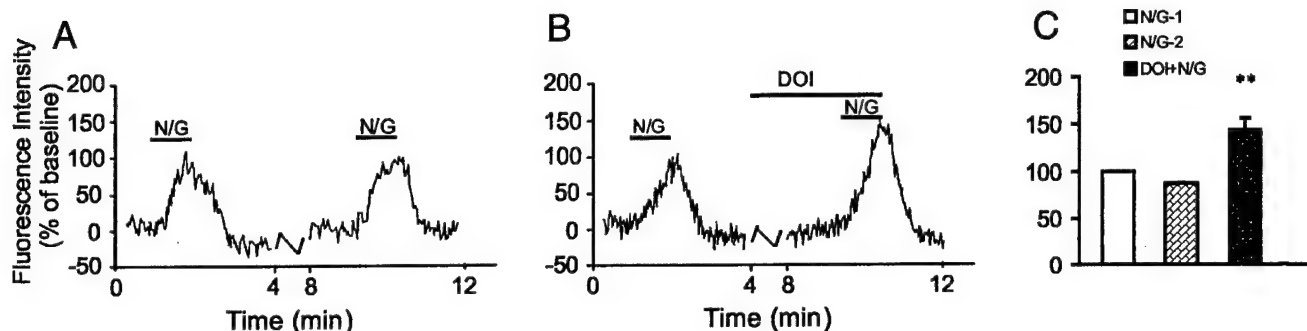 A
Fluorescence Intensity
(% of baseline)
200
150
100
50
0
-50
N/G
N/G
0
4
8
12
Time (min)
B
200
150
100
50
0
-50
N/G
DOI
N/G
0
4
8
12
Time (min)
C
N/G-1
N/G-2
DOI+N/G
200
150
100
50
0
**